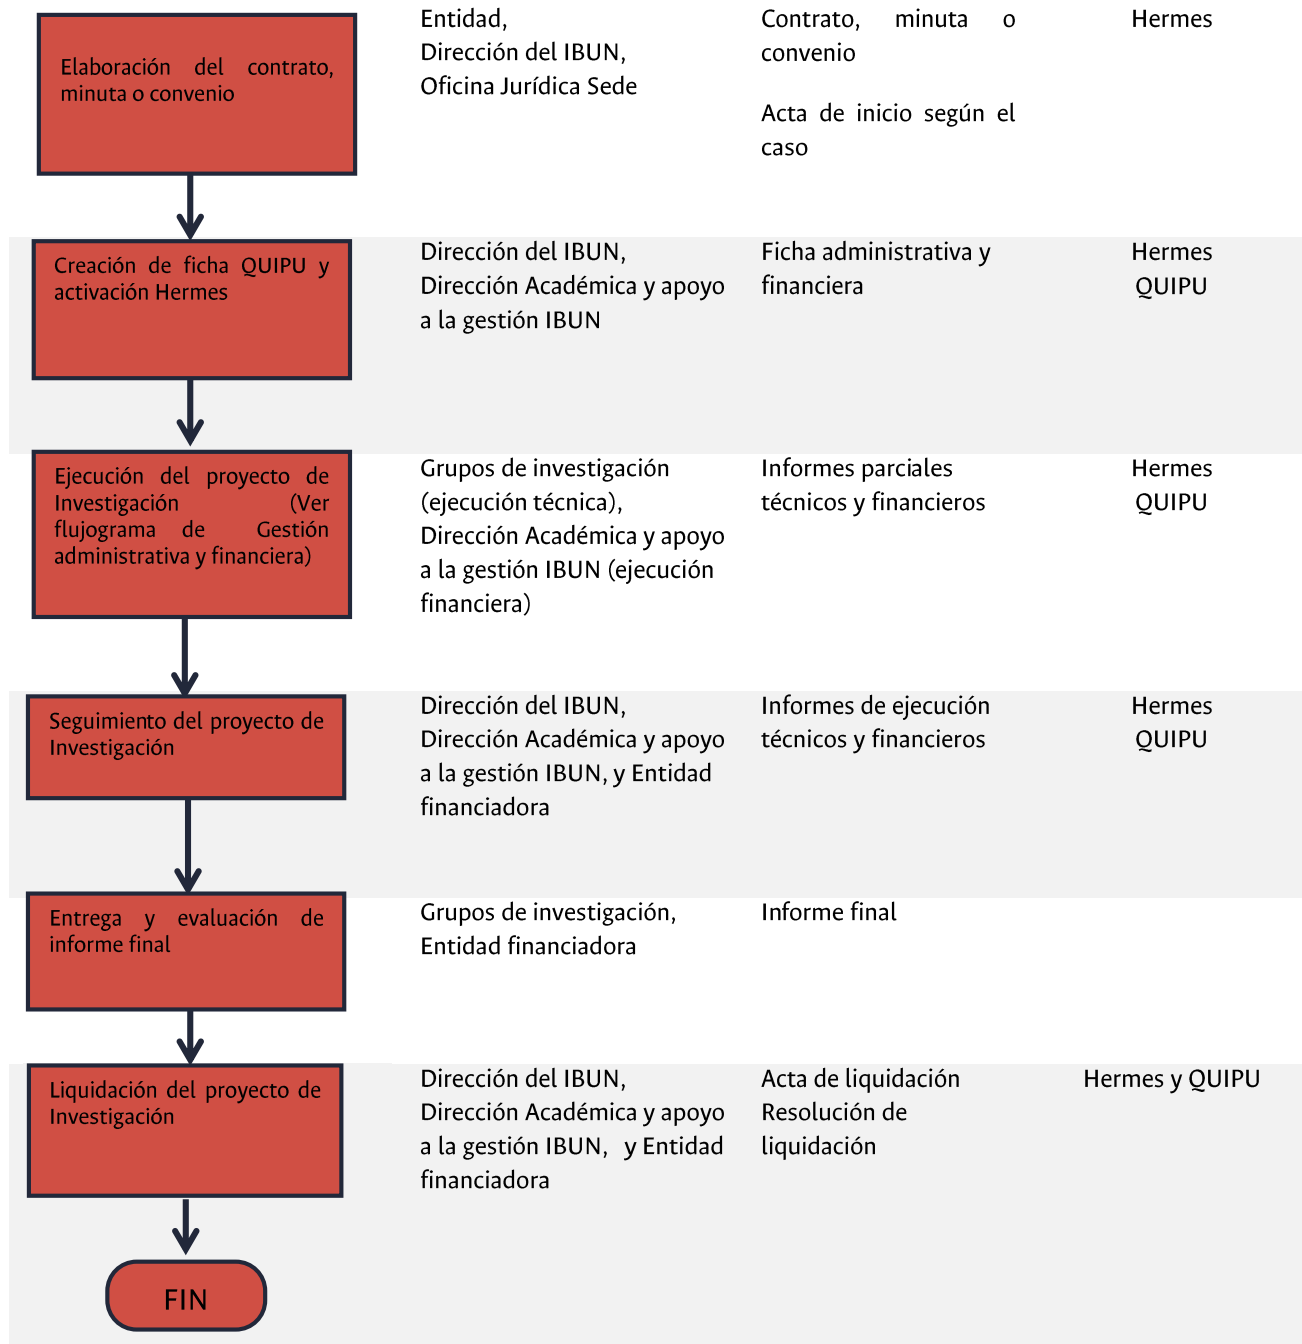 Elaboración del contrato,
minuta o convenio
Entidad,
Dirección del IBUN,
Oficina Jurídica Sede
Contrato, minuta o
convenio
Acta de inicio según el
caso
Hermes
Creación de ficha QUIPU y
activación Hermes
Dirección del IBUN,
Dirección Académica y apoyo
a la gestión IBUN
Ficha administrativa y
financiera
Hermes
QUIPU
Ejecución del proyecto de
Investigación (Ver
flujograma de Gestión
administrativa y financiera)
Grupos de investigación
(ejecución técnica),
Dirección Académica y apoyo
a la gestión IBUN (ejecución
financiera)
Informes parciales
técnicos y financieros
Hermes
QUIPU
Seguimiento del proyecto de
Investigación
Dirección del IBUN,
Dirección Académica y apoyo
a la gestión IBUN, y Entidad
financiadora
Informes de ejecución
técnicos y financieros
Hermes
QUIPU
Entrega y evaluación de
informe final
Grupos de investigación,
Entidad financiadora
Informe final
Liquidación del proyecto de
Investigación
Dirección del IBUN,
Dirección Académica y apoyo
a la gestión IBUN, y Entidad
financiadora
Acta de liquidación
Resolución de
liquidación
Hermes y QUIPU
FIN